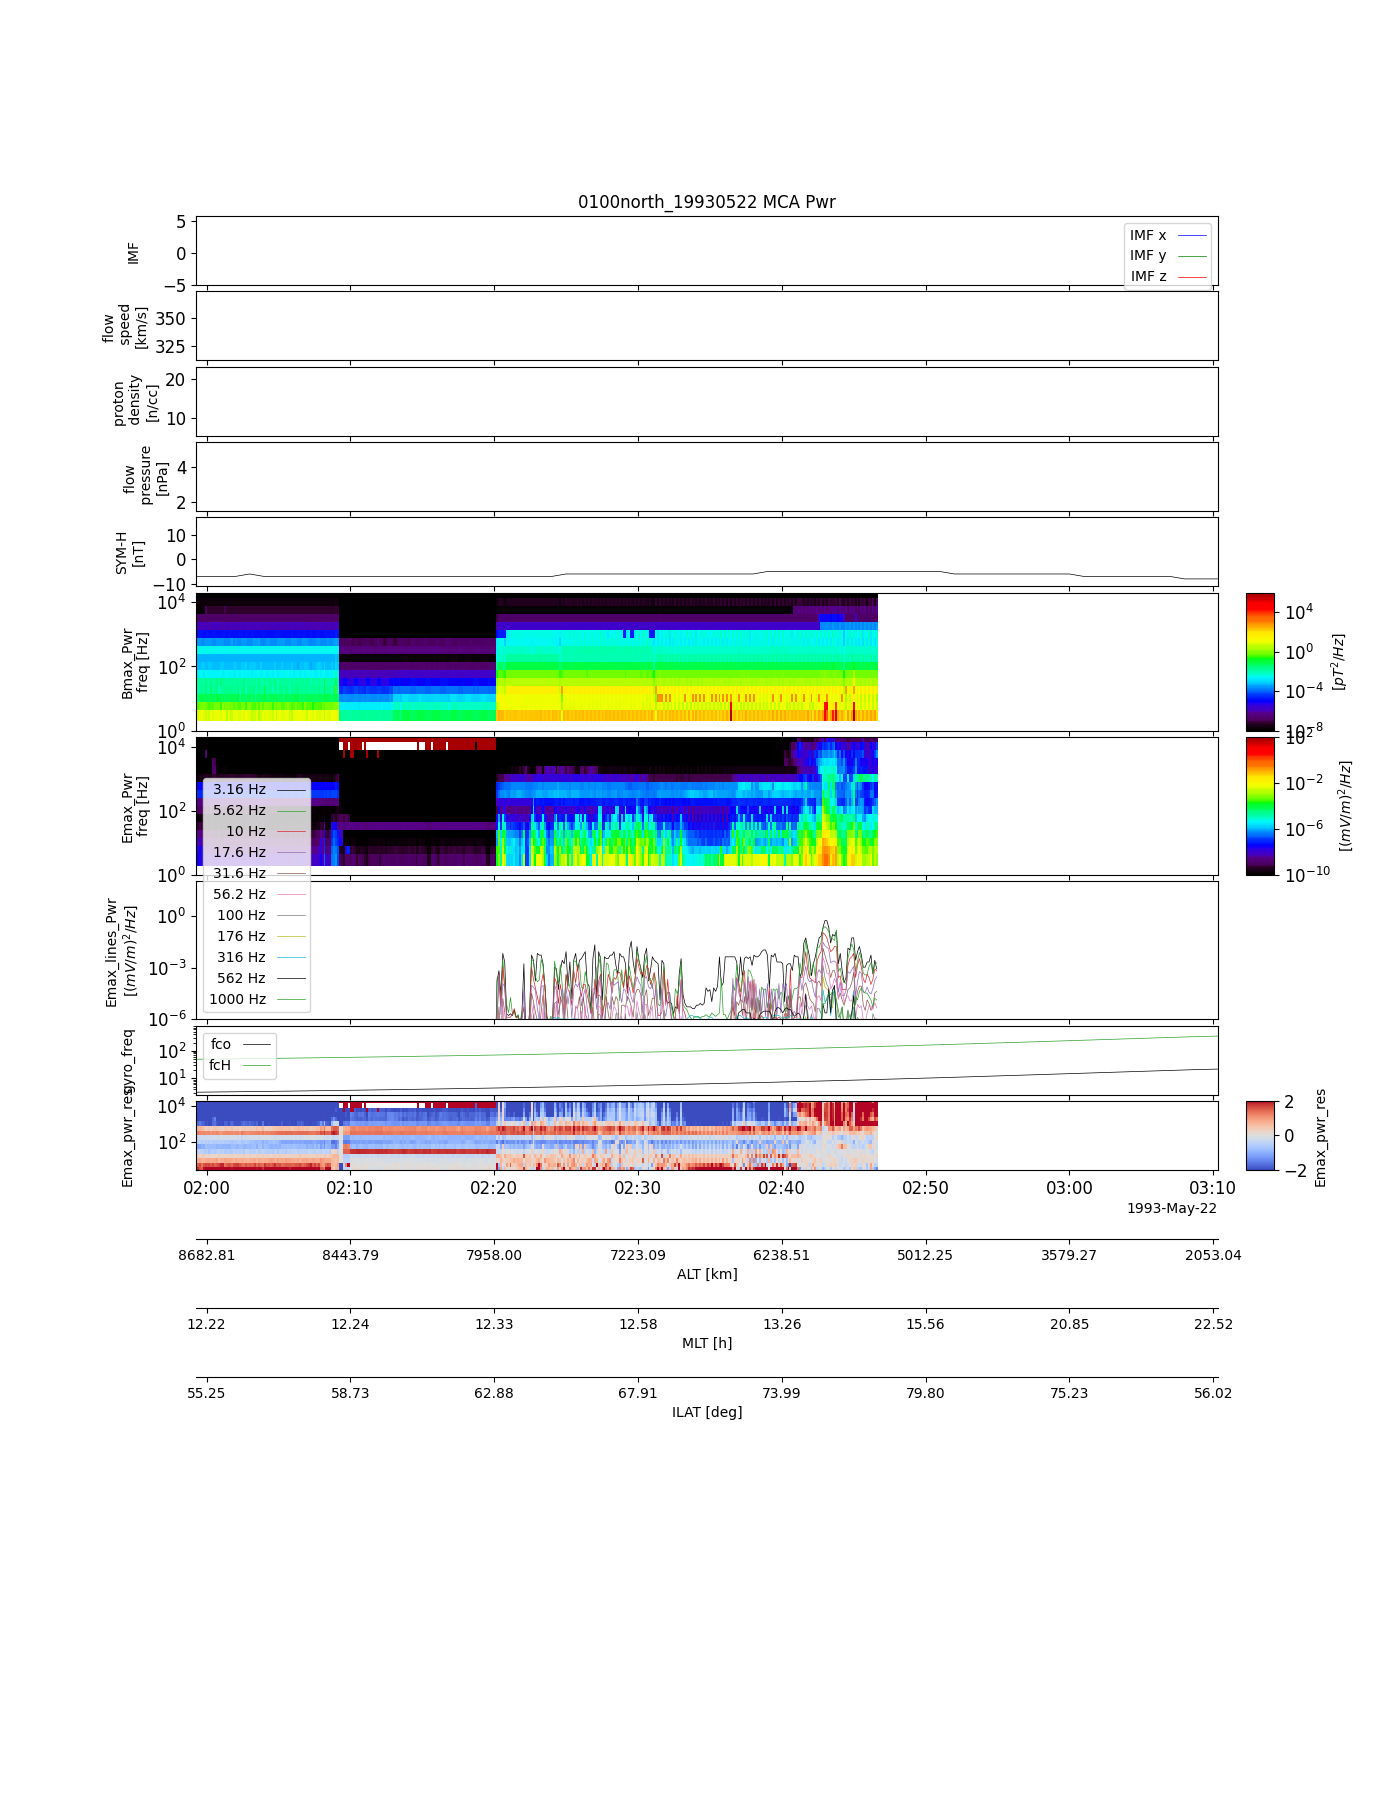 0100north_19930522 MCA Pwr
5
0
−5
IMF
IMF x
IMF y
IMF z
350
325
flow
speed
[km/s]
20
10
proton
density
[n/cc]
4
2
flow
pressure
[nPa]
10
0
−10
SYM-H
[nT]
10^4
10^2
10^0
Bmax_Pwr
freq [Hz]
10^4
10^0
10^−4
10^−8
[pT^2/Hz]
10^4
10^2
10^0
Emax_Pwr
freq [Hz]
10^2
10^−2
10^−6
10^−10
[(mV/m)^2/Hz]
3.16 Hz
5.62 Hz
10 Hz
17.6 Hz
31.6 Hz
56.2 Hz
100 Hz
176 Hz
316 Hz
562 Hz
1000 Hz
10^0
10^−3
10^−6
Emax_lines_Pwr
[(mV/m)^2/Hz]
10^2
10^1
gyro_freq
fco
fcH
10^4
10^2
Emax_pwr_res
2
0
−2
Emax_pwr_res
02:00 02:10 02:20 02:30 02:40 02:50 03:00 03:10
1993-May-22
8682.81 8443.79 7958.00 7223.09 6238.51 5012.25 3579.27 2053.04
ALT [km]
12.22 12.24 12.33 12.58 13.26 15.56 20.85 22.52
MLT [h]
55.25 58.73 62.88 67.91 73.99 79.80 75.23 56.02
ILAT [deg]